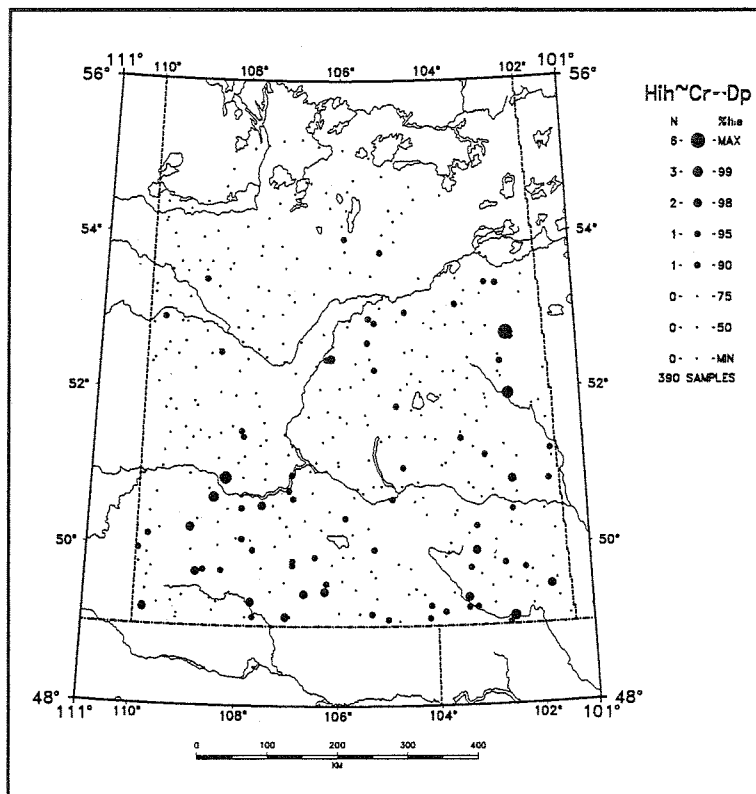 111° 110° 108° 106° 104° 102° 101°
56° 56°
Hih~Cr--Dp
N %ile
6- -MAX
3- -99
2- -98
1- -95
1- -90
0- -75
0- -50
0- -MIN
390 SAMPLES
54° 54°
52° 52°
50° 50°
48° 48°
111° 110° 108° 106° 104° 102° 101°
0 100 200 300 400
KM